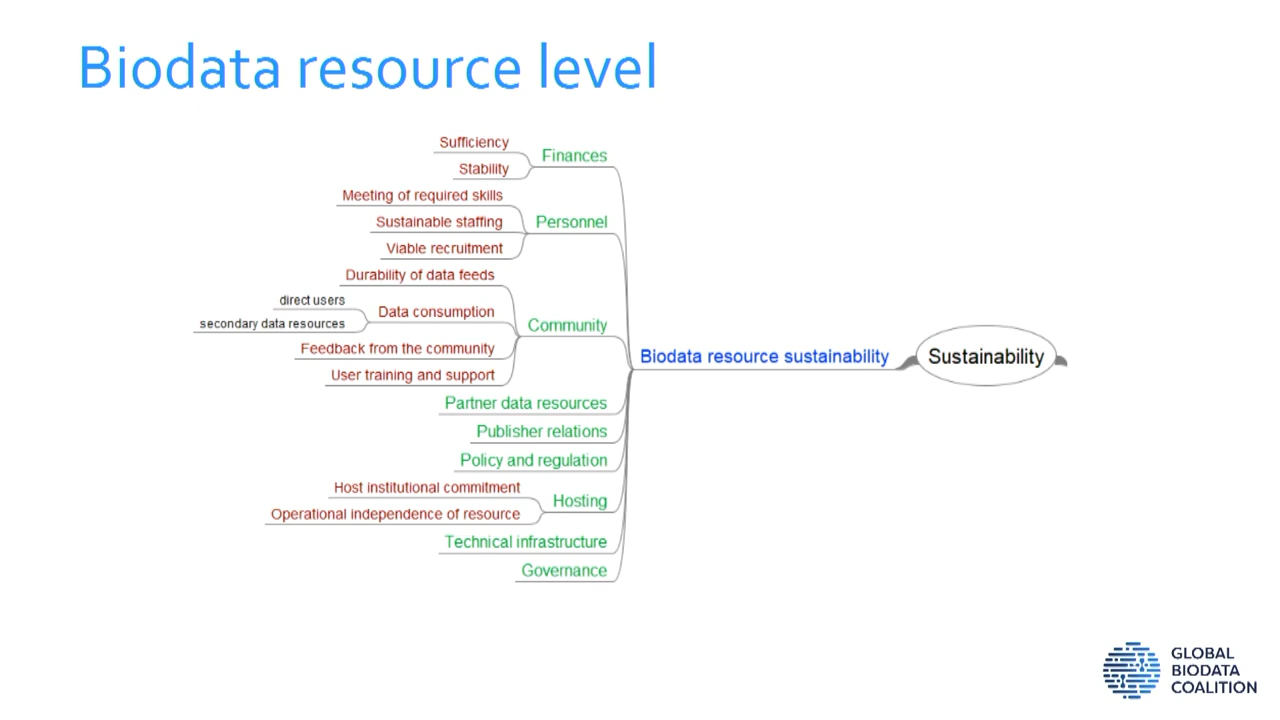 Biodata resource level
Sufficiency
Finances
Stability
Meeting of required skills
Sustainable staffing
Personnel
Viable recruitment
Durability of data feeds
direct users
Data consumption
secondary data resources
Community
Feedback from the community
User training and support
Biodata resource sustainability
Sustainability
Partner data resources
Publisher relations
Policy and regulation
Host institutional commitment
Hosting
Operational independence of resource
Technical infrastructure
Governance
GLOBAL
BIODATA
COALITION